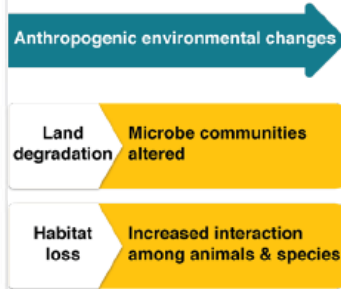 Anthropogenic environmental changes
Land degradation
Microbe communities altered
Habitat loss
Increased interaction among animals & species